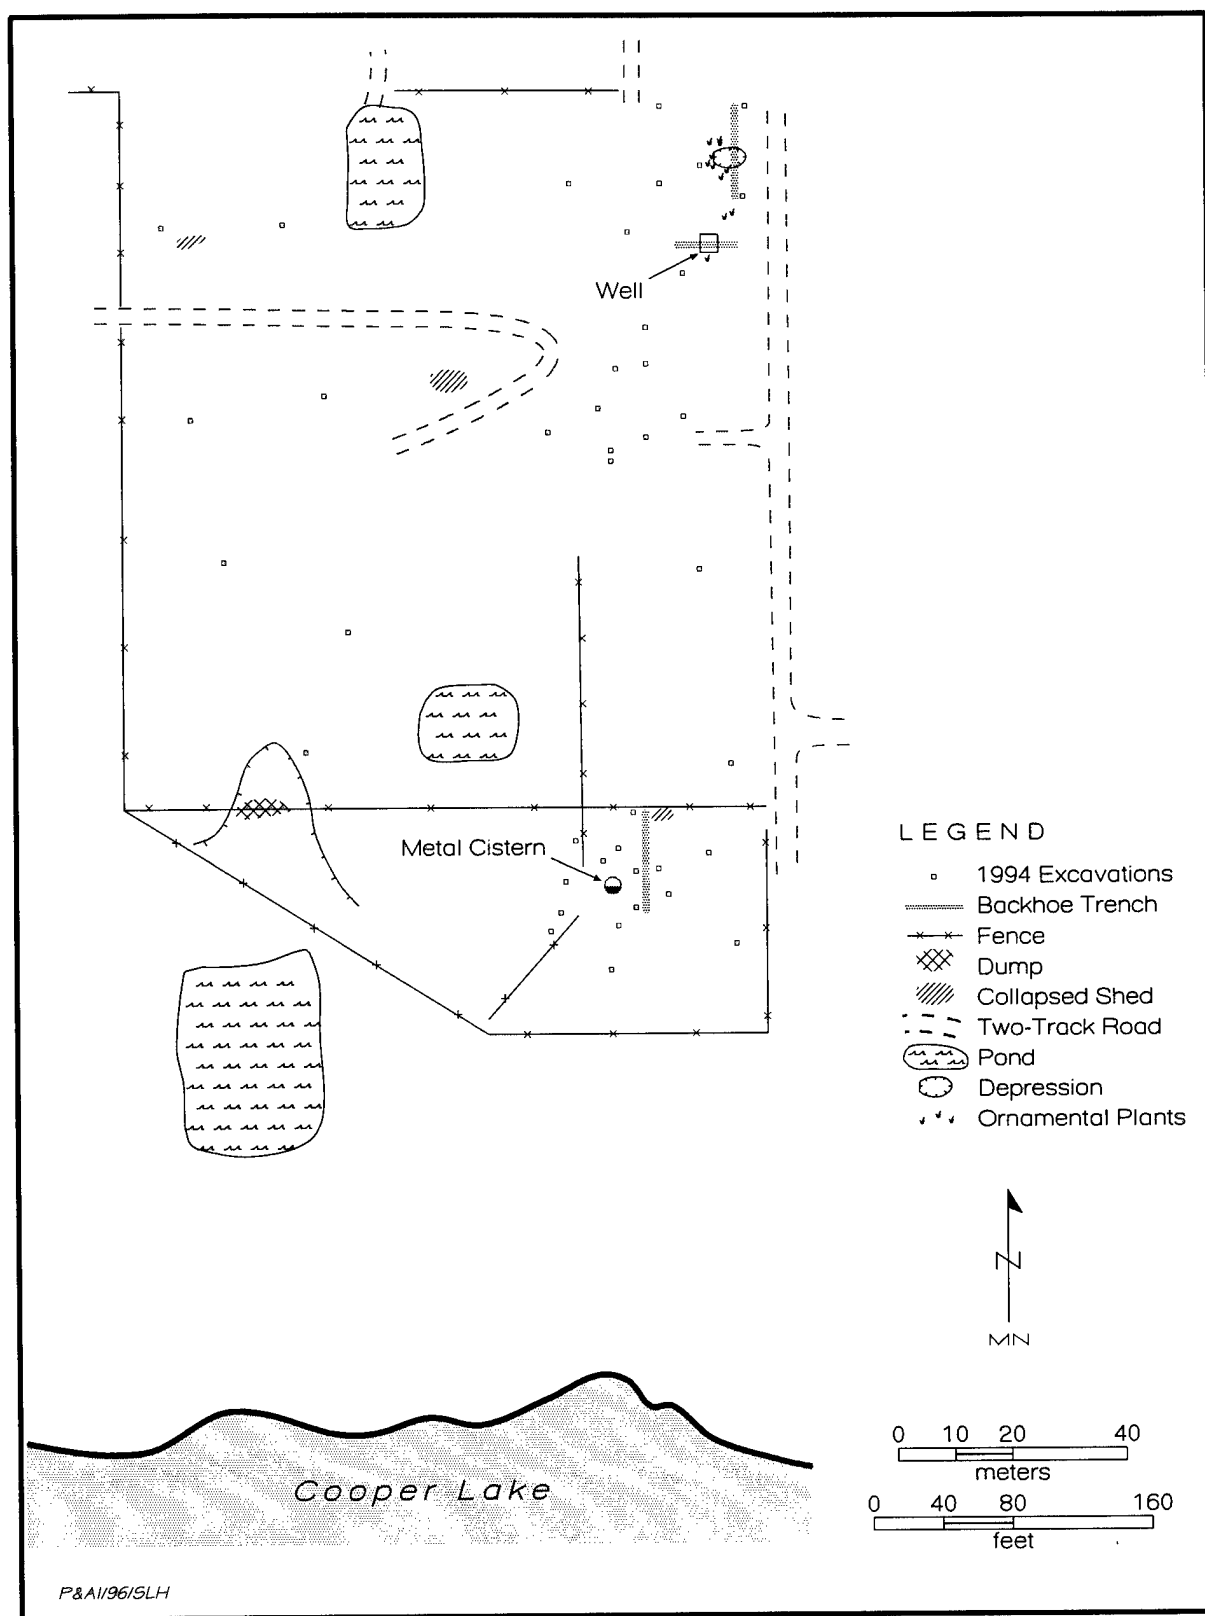 Well
Metal Cistern
LEGEND
1994 Excavations
Backhoe Trench
Fence
Dump
Collapsed Shed
Two-Track Road
Pond
Depression
Ornamental Plants
N
MN
0 10 20 40
meters
0 40 80 160
feet
Cooper Lake
P&AI/96/SLH